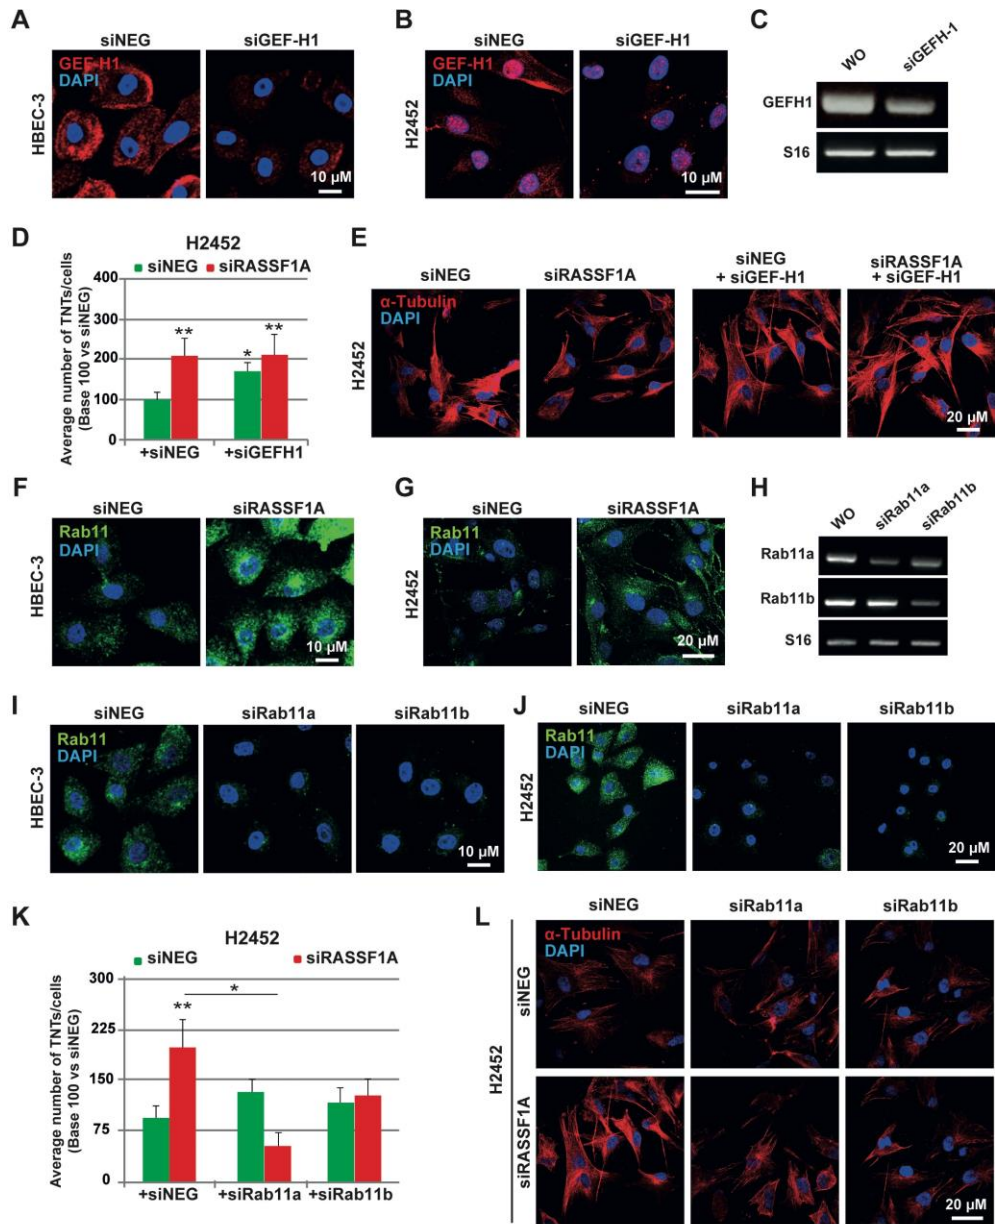 A
siNEG
siGEF-H1
GEF-H1
DAPI
HBEC-3
10 µM
B
siNEG
siGEF-H1
GEF-H1
DAPI
H2452
10 µM
C
WO
siGEFH-1
GEFH1
S16
D
H2452
siNEG
siRASSF1A
Average number of TNTs/cells
(Base 100 vs siNEG)
400
300
200
100
0
**
*
**
+siNEG
+siGEFH1
E
siNEG
siRASSF1A
siNEG
+ siGEF-H1
siRASSF1A
+ siGEF-H1
α-Tubulin
DAPI
H2452
20 µM
F
siNEG
siRASSF1A
Rab11
DAPI
HBEC-3
10 µM
G
siNEG
siRASSF1A
Rab11
DAPI
H2452
20 µM
H
WO
siRab11a
siRab11b
Rab11a
Rab11b
S16
I
siNEG
siRab11a
siRab11b
Rab11
DAPI
HBEC-3
10 µM
J
siNEG
siRab11a
siRab11b
Rab11
DAPI
H2452
20 µM
K
H2452
siNEG
siRASSF1A
Average number of TNTs/cells
(Base 100 vs siNEG)
300
225
150
75
0
**
*
+siNEG
+siRab11a
+siRab11b
L
siNEG
siRab11a
siRab11b
α-Tubulin
DAPI
siNEG
H2452
siRASSF1A
20 µM